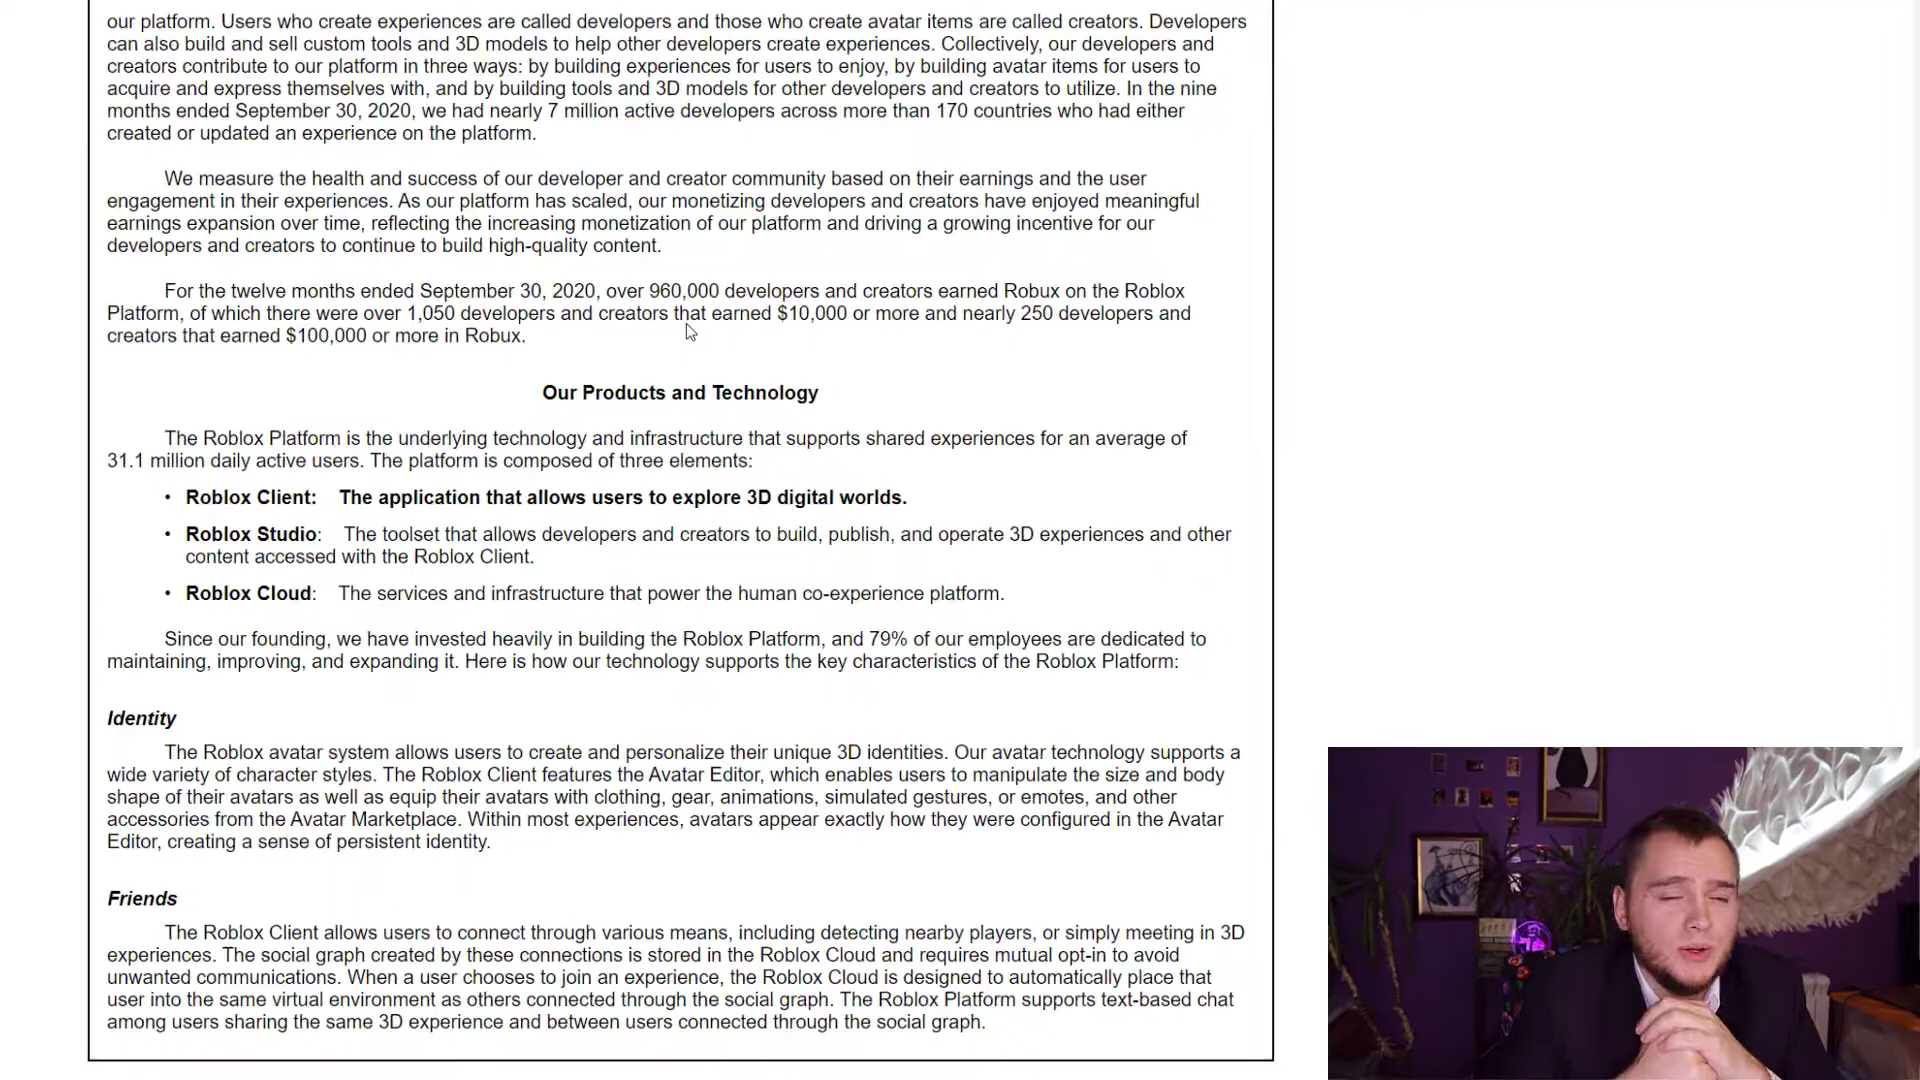 our platform. Users who create experiences are called developers and those who create avatar items are called creators. Developers
can also build and sell custom tools and 3D models to help other developers create experiences. Collectively, our developers and
creators contribute to our platform in three ways: by building experiences for users to enjoy, by building avatar items for users to
acquire and express themselves with, and by building tools and 3D models for other developers and creators to utilize. In the nine
months ended September 30, 2020, we had nearly 7 million active developers across more than 170 countries who had either
created or updated an experience on the platform.
We measure the health and success of our developer and creator community based on their earnings and the user
engagement in their experiences. As our platform has scaled, our monetizing developers and creators have enjoyed meaningful
earnings expansion over time, reflecting the increasing monetization of our platform and driving a growing incentive for our
developers and creators to continue to build high-quality content.
For the twelve months ended September 30, 2020, over 960,000 developers and creators earned Robux on the Roblox
Platform, of which there were over 1,050 developers and creators that earned $10,000 or more and nearly 250 developers and
creators that earned $100,000 or more in Robux.
Our Products and Technology
The Roblox Platform is the underlying technology and infrastructure that supports shared experiences for an average of
31.1 million daily active users. The platform is composed of three elements:
• Roblox Client: The application that allows users to explore 3D digital worlds.
• Roblox Studio: The toolset that allows developers and creators to build, publish, and operate 3D experiences and other
content accessed with the Roblox Client.
• Roblox Cloud: The services and infrastructure that power the human co-experience platform.
Since our founding, we have invested heavily in building the Roblox Platform, and 79% of our employees are dedicated to
maintaining, improving, and expanding it. Here is how our technology supports the key characteristics of the Roblox Platform:
Identity
The Roblox avatar system allows users to create and personalize their unique 3D identities. Our avatar technology supports a
wide variety of character styles. The Roblox Client features the Avatar Editor, which enables users to manipulate the size and body
shape of their avatars as well as equip their avatars with clothing, gear, animations, simulated gestures, or emotes, and other
accessories from the Avatar Marketplace. Within most experiences, avatars appear exactly how they were configured in the Avatar
Editor, creating a sense of persistent identity.
Friends
The Roblox Client allows users to connect through various means, including detecting nearby players, or simply meeting in 3D
experiences. The social graph created by these connections is stored in the Roblox Cloud and requires mutual opt-in to avoid
unwanted communications. When a user chooses to join an experience, the Roblox Cloud is designed to automatically place that
user into the same virtual environment as others connected through the social graph. The Roblox Platform supports text-based chat
among users sharing the same 3D experience and between users connected through the social graph.